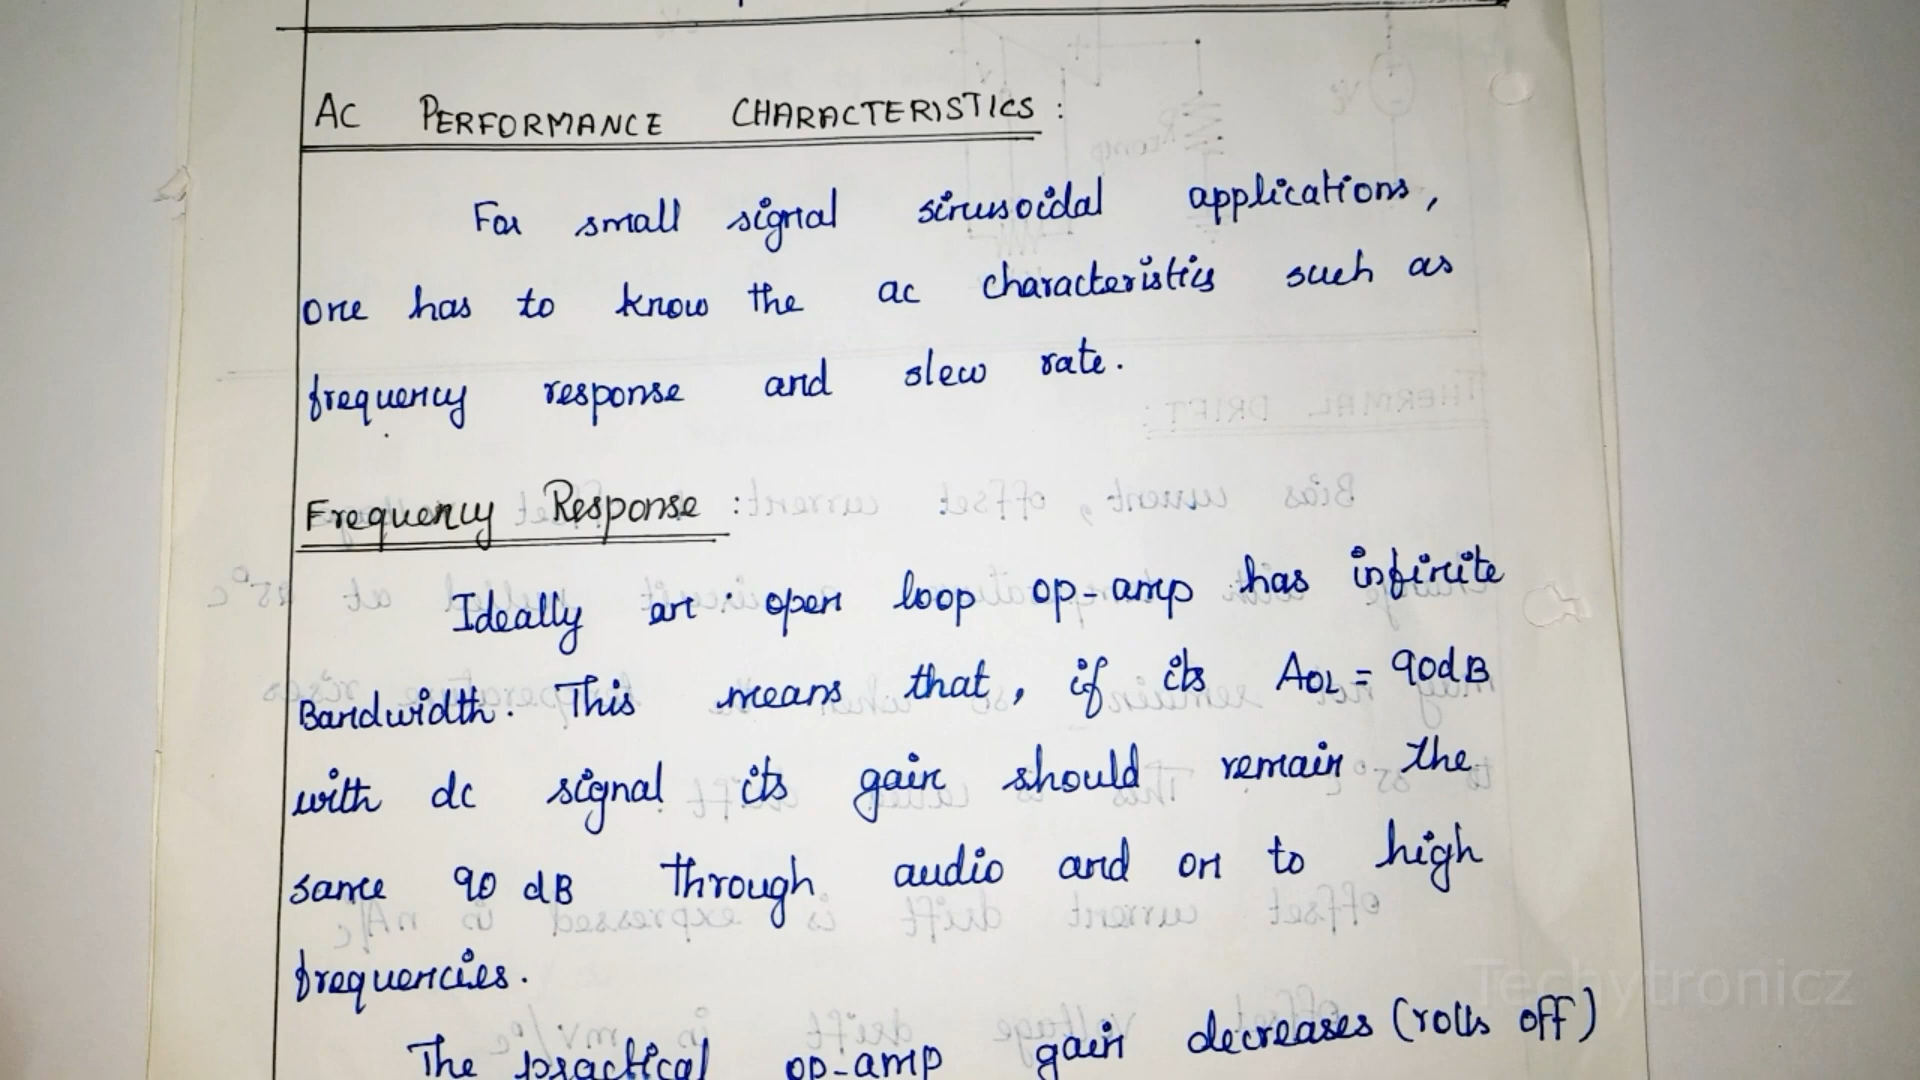 AC PERFORMANCE CHARACTERISTICS :
For small signal sinusoidal applications,
one has to know the ac characteristics such as
frequency response and slew rate.
Frequency Response :
Ideally an open loop op-amp has infinite
Bandwidth. This means that, if its AOL = 90dB
with dc signal its gain should remain the
same 90 dB through audio and on to high
frequencies.
The practical op-amp gain decreases (rolls off)
Techytronicz